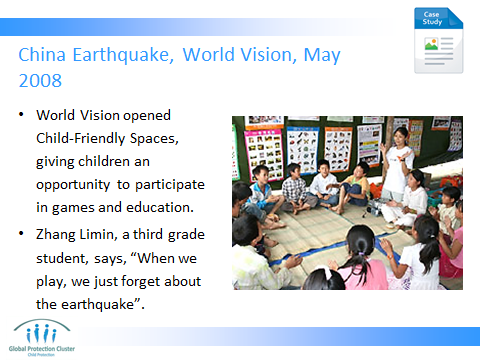 Case
Study
China Earthquake, World Vision, May
2008
• World Vision opened
Child-Friendly Spaces,
giving children an
opportunity to participate
in games and education.
• Zhang Limin, a third grade
student, says, “When we
play, we just forget about
the earthquake”.
Global Protection Cluster
Child Protection